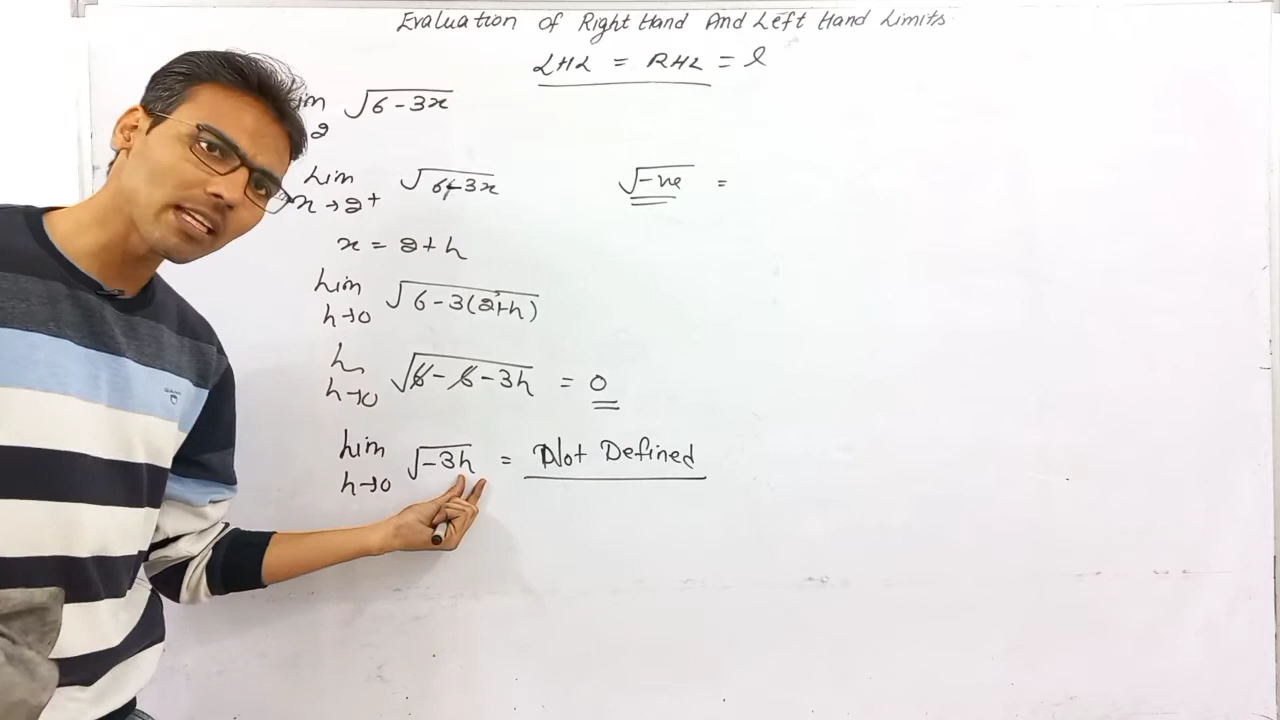 Evaluation of Right Hand And Left Hand Limits
LHL = RHL = l
im √6-3x
2
Lim √6-3x √-ve =
x→2+
x = 2+h
Lim √6-3(2+h)
h→0
√6-6-3h = 0
h→0
Lim √-3h = Not Defined
h→0